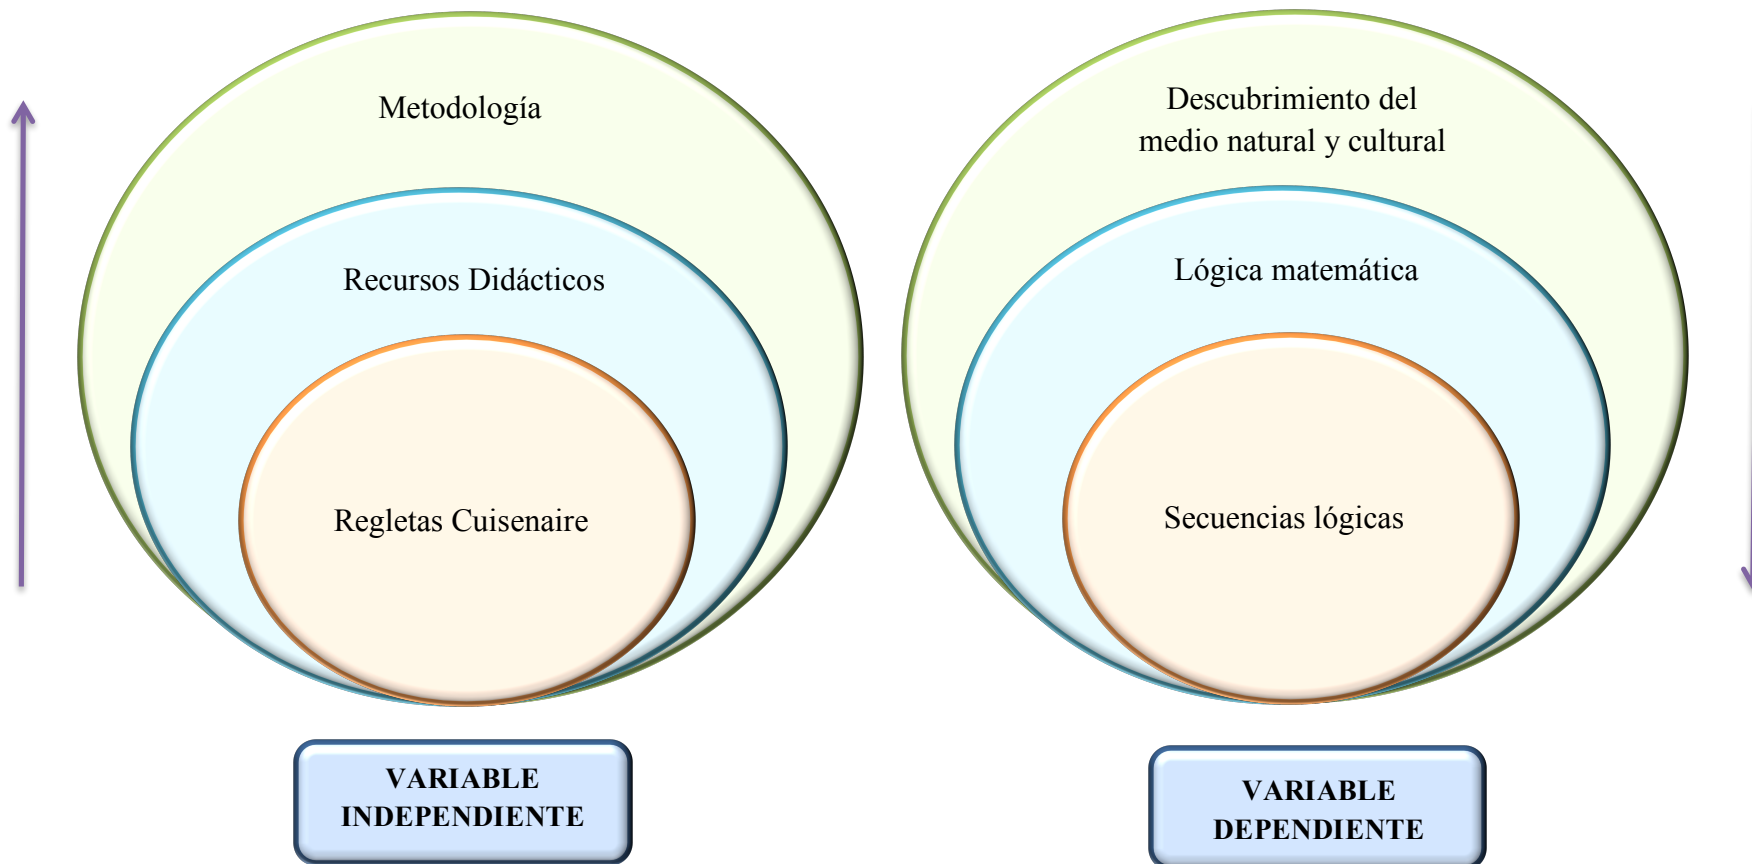 Metodología
Recursos Didácticos
Regletas Cuisenaire
VARIABLE
INDEPENDIENTE
Descubrimiento del
medio natural y cultural
Lógica matemática
Secuencias lógicas
VARIABLE
DEPENDIENTE